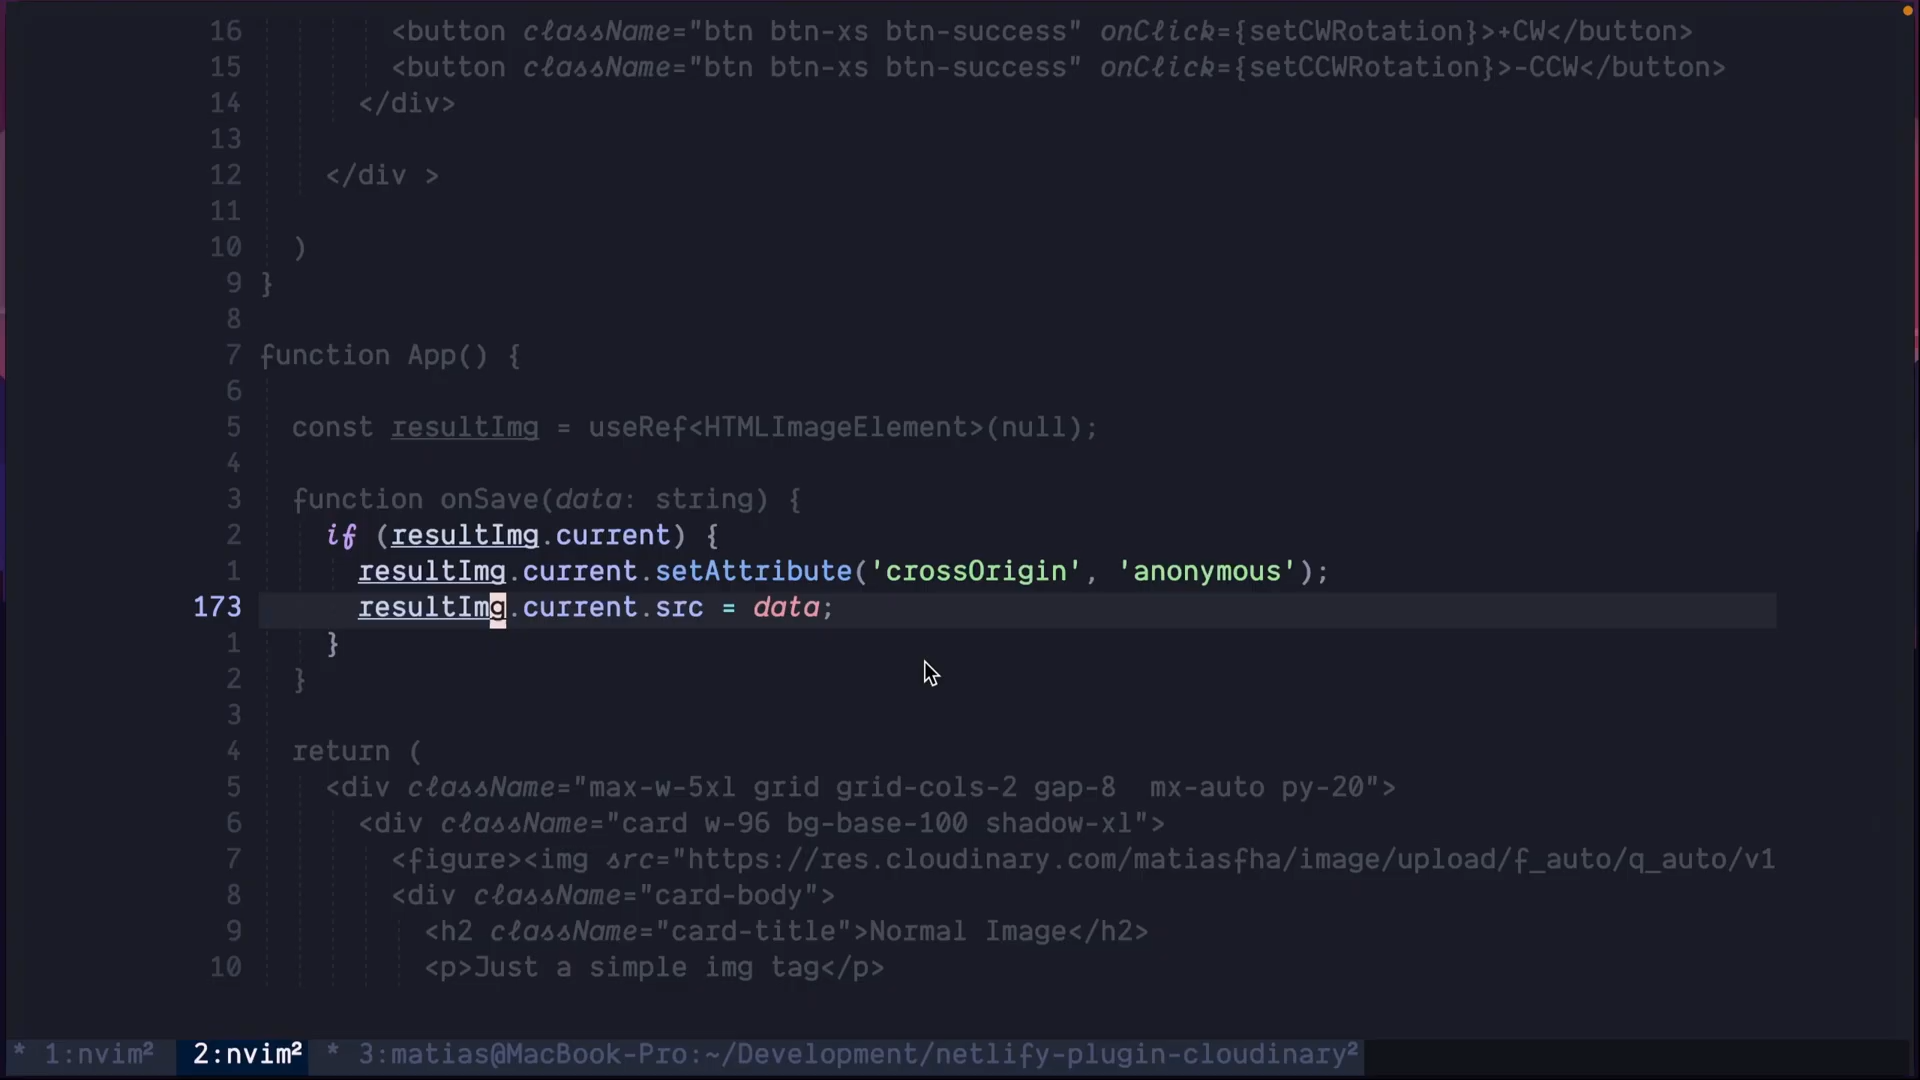 16 <button className="btn btn-xs btn-success" onClick={setCWRotation}>+CW</button>
15 <button className="btn btn-xs btn-success" onClick={setCCWRotation}>-CCW</button>
14 </div>
13
12 </div >
11
10 )
9 }
8
7 function App() {
6
5 const resultImg = useRef<HTMLImageElement>(null);
4
3 function onSave(data: string) {
2 if (resultImg.current) {
1 resultImg.current.setAttribute('crossOrigin', 'anonymous');
173 resultImg.current.src = data;
1 }
2 }
3
4 return (
5 <div className="max-w-5xl grid grid-cols-2 gap-8  mx-auto py-20">
6 <div className="card w-96 bg-base-100 shadow-xl">
7 <figure><img src="https://res.cloudinary.com/matiasfha/image/upload/f_auto/q_auto/v1
8 <div className="card-body">
9 <h2 className="card-title">Normal Image</h2>
10 <p>Just a simple img tag</p>
* 1:nvim² 2:nvim² * 3:matias@MacBook-Pro:~/Development/netlify-plugin-cloudinary²